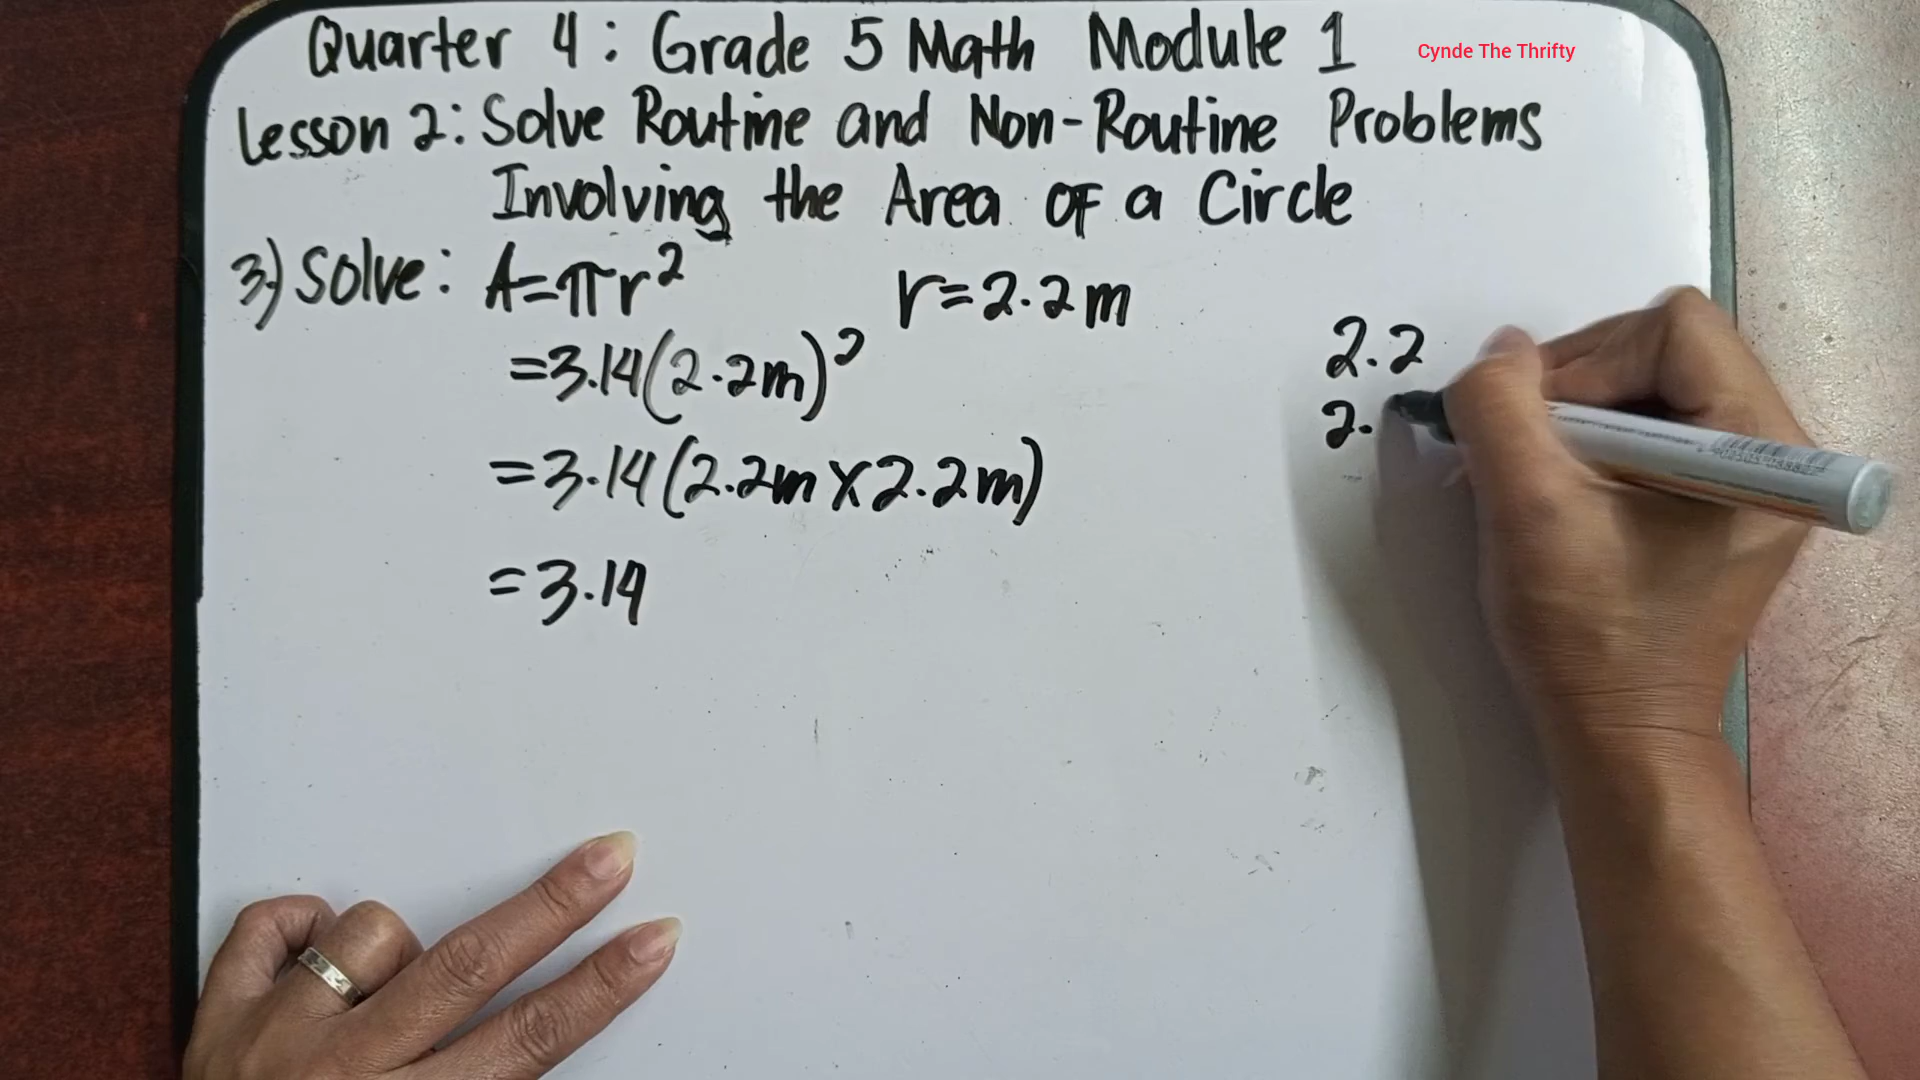 Quarter 4 : Grade 5 Math Module 1
Cynde The Thrifty
Lesson 2: Solve Routine and Non-Routine Problems
Involving the Area of a Circle
3.) Solve: A=πr²
r=2.2m
=3.14(2.2m)²
=3.14(2.2m x 2.2m)
=3.14
2.2
2.